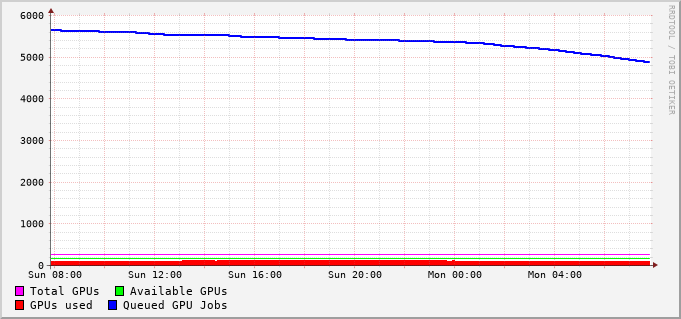 6000
5000
4000
3000
2000
1000
0
Sun 08:00 Sun 12:00 Sun 16:00 Sun 20:00 Mon 00:00 Mon 04:00
Total GPUs Available GPUs
GPUs used Queued GPU Jobs
RRDTOOL / TOBI OETIKER